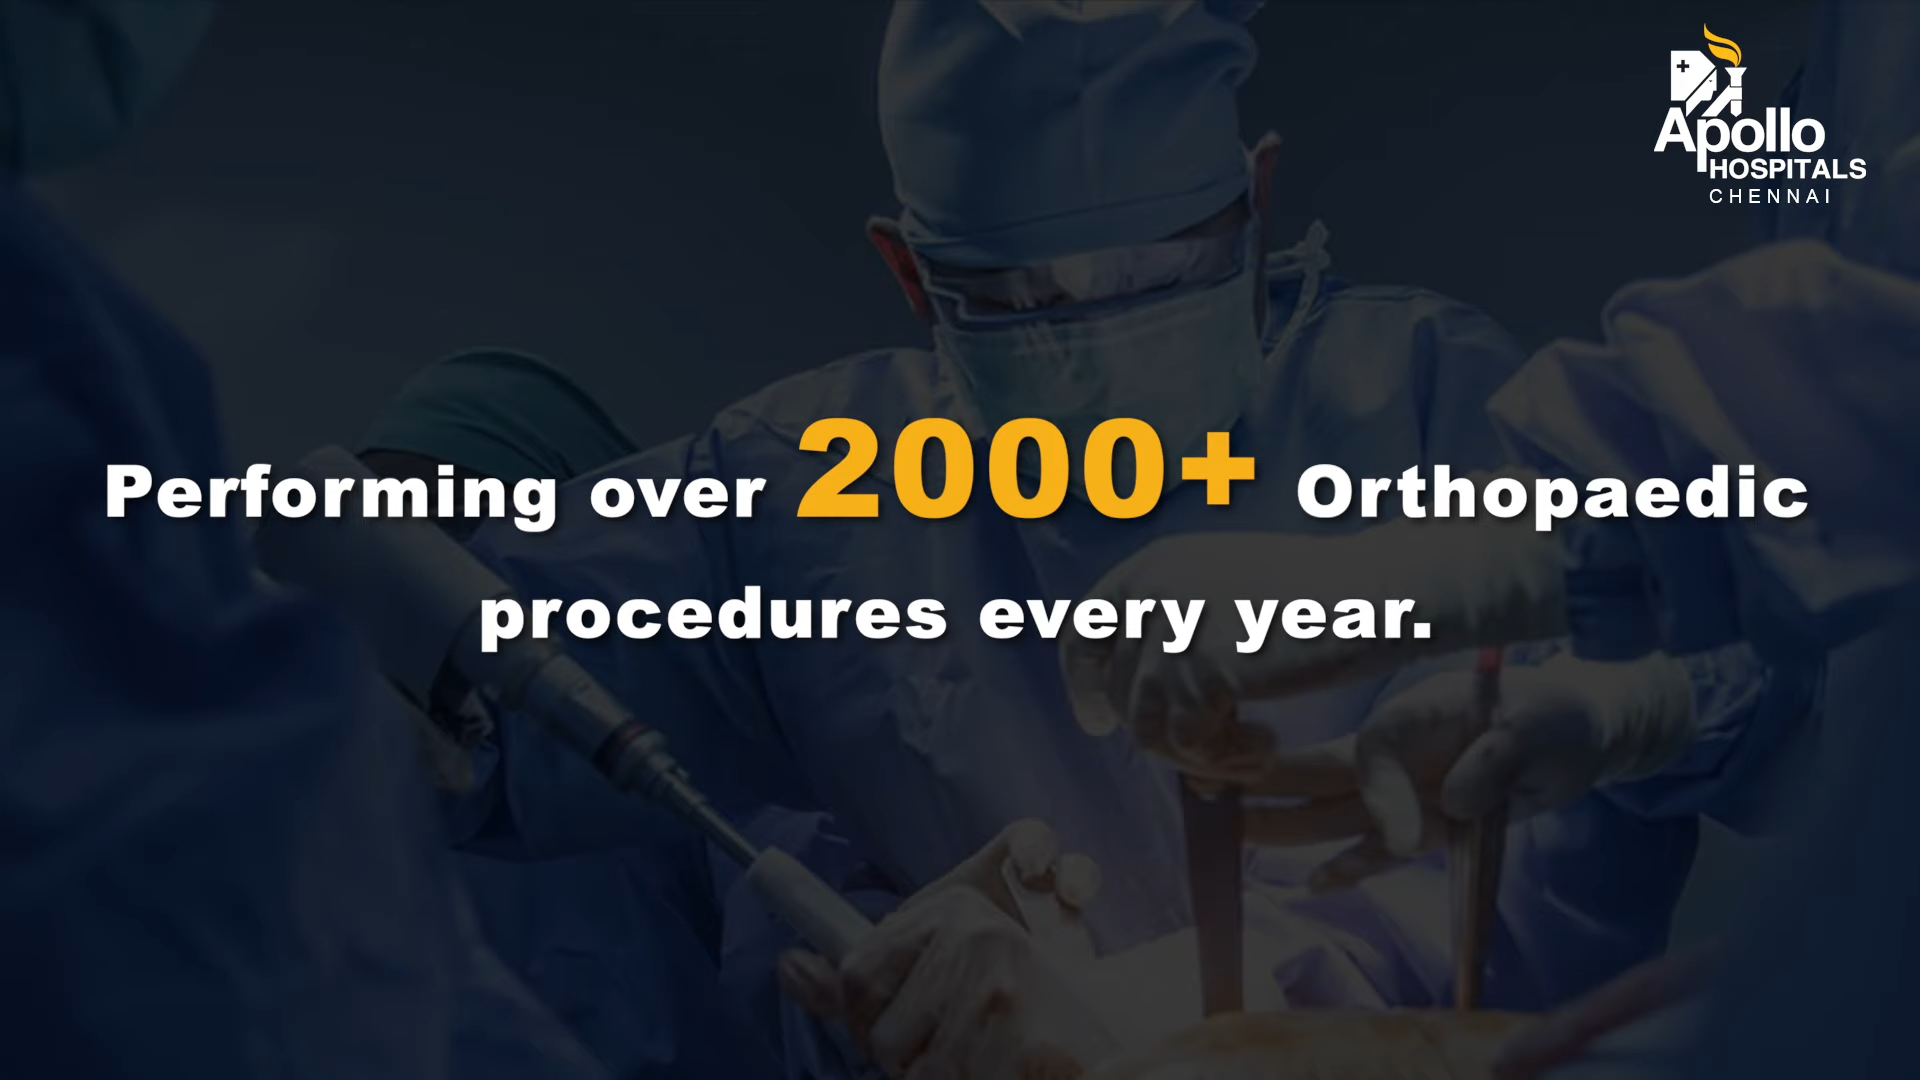 Apollo
HOSPITALS
CHENNAI
Performing over 2000+ Orthopaedic
procedures every year.